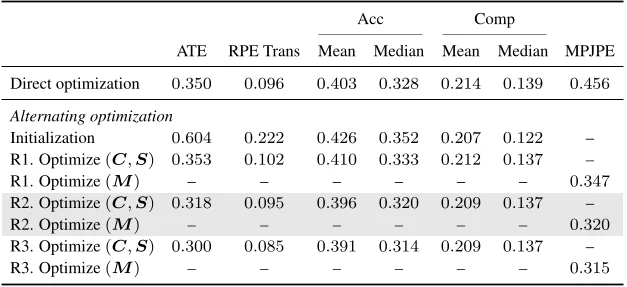 Acc Comp
ATE RPE Trans Mean Median Mean Median MPJPE
Direct optimization 0.350 0.096 0.403 0.328 0.214 0.139 0.456
Alternating optimization
Initialization 0.604 0.222 0.426 0.352 0.207 0.122 –
R1. Optimize (C, S) 0.353 0.102 0.410 0.333 0.212 0.137 –
R1. Optimize (M) – – – – – – 0.347
R2. Optimize (C, S) 0.318 0.095 0.396 0.320 0.209 0.137 –
R2. Optimize (M) – – – – – – 0.320
R3. Optimize (C, S) 0.300 0.085 0.391 0.314 0.209 0.137 –
R3. Optimize (M) – – – – – – 0.315